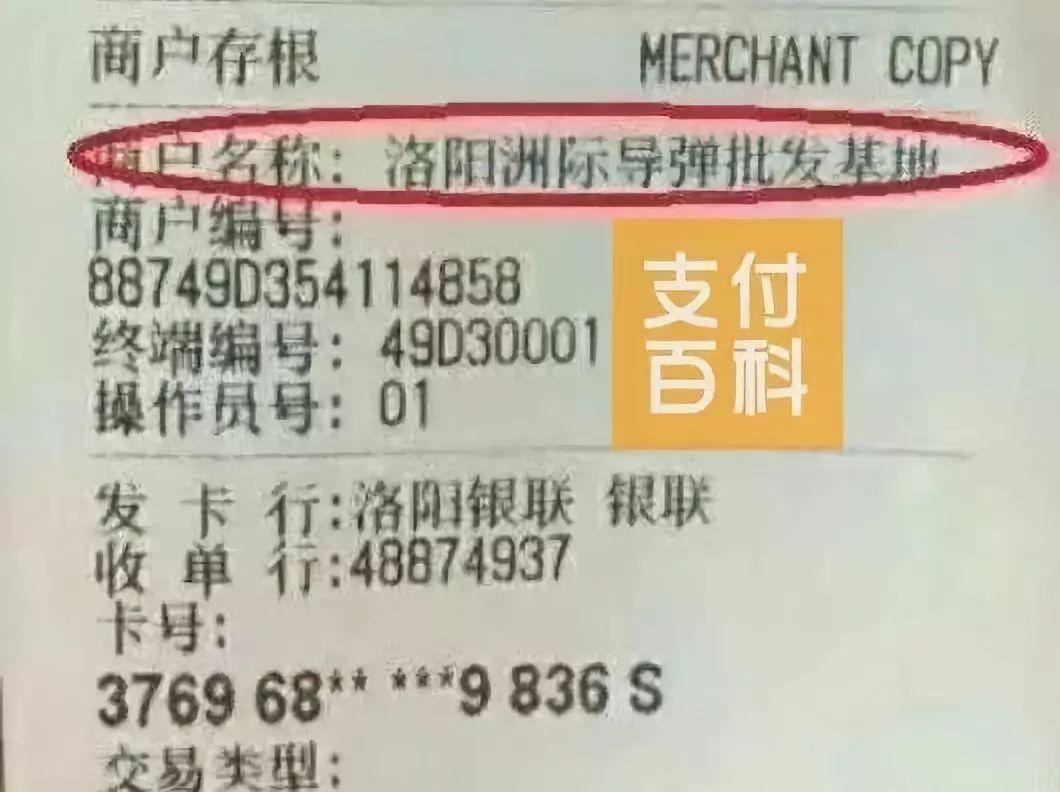 商户存根 MERCHANT COPY
商户名称: 洛阳洲际导弹批发基地
商户编号:
88749D354114858
终端编号: 49D30001
操作员号: 01
支付
百科
发 卡 行:洛阳银联 银联
收 单 行:48874937
卡号:
3769 68** ***9 836 S
交易类型: